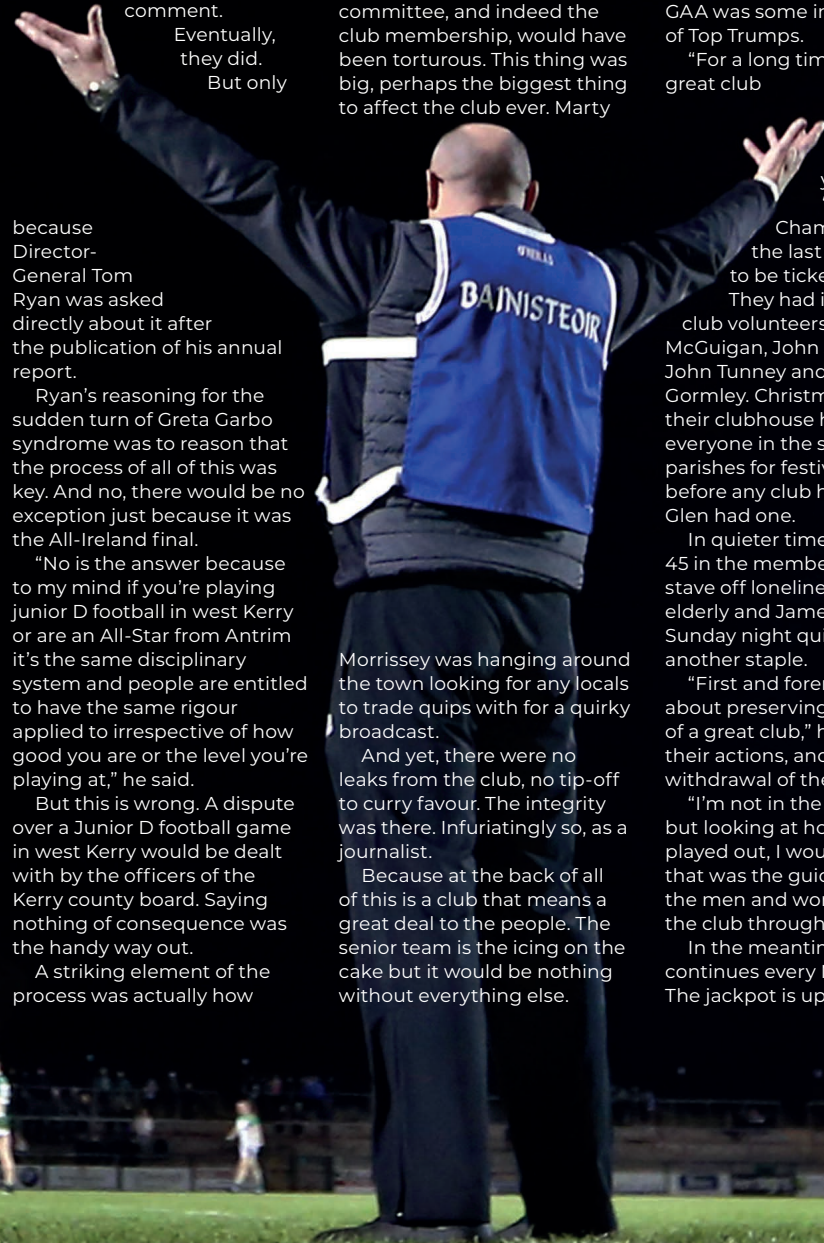 comment.
Eventually,
they did.
But only
because
Director-
General Tom
Ryan was asked
directly about it after
the publication of his annual
report.
Ryan’s reasoning for the
sudden turn of Greta Garbo
syndrome was to reason that
the process of all of this was
key. And no, there would be no
exception just because it was
the All-Ireland final.
“No is the answer because
to my mind if you’re playing
junior D football in west Kerry
or are an All-Star from Antrim
it’s the same disciplinary
system and people are entitled
to have the same rigour
applied to irrespective of how
good you are or the level you’re
playing at,” he said.
But this is wrong. A dispute
over a Junior D football game
in west Kerry would be dealt
with by the officers of the
Kerry county board. Saying
nothing of consequence was
the handy way out.
A striking element of the
process was actually how
committee, and indeed the
club membership, would have
been torturous. This thing was
big, perhaps the biggest thing
to affect the club ever. Marty
O'NEILLS
BAINISTEOIR
Morrissey was hanging around
the town looking for any locals
to trade quips with for a quirky
broadcast.
And yet, there were no
leaks from the club, no tip-off
to curry favour. The integrity
was there. Infuriatingly so, as a
journalist.
Because at the back of all
of this is a club that means a
great deal to the people. The
senior team is the icing on the
cake but it would be nothing
without everything else.
GAA was some in
of Top Trumps.
“For a long tim
great club
Cham
the last
to be ticke
They had i
club volunteers
McGuigan, John
John Tunney and
Gormley. Christm
their clubhouse h
everyone in the s
parishes for festiv
before any club h
Glen had one.
In quieter time
45 in the membe
stave off loneline
elderly and Jame
Sunday night qui
another staple.
“First and forem
about preserving
of a great club,” h
their actions, and
withdrawal of the
“I’m not in the
but looking at ho
played out, I wou
that was the guid
the men and wor
the club through
In the meantim
continues every
The jackpot is up